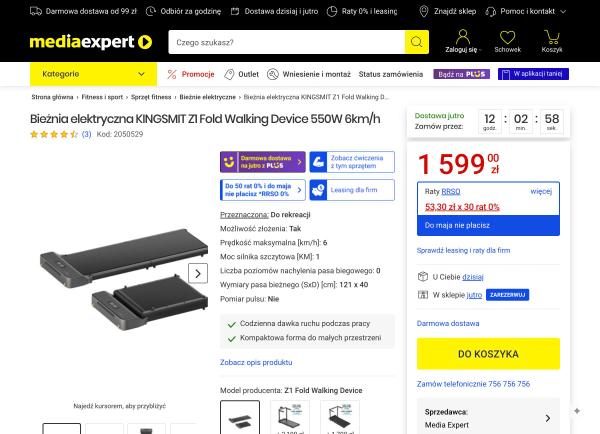 Darmowa dostawa od 99 zł
Odbiór za godzinę
Dostawa dzisiaj i jutro
Raty 0% i leasing
Znajdź sklep
Pomoc i kontakt
mediaexpert
Czego szukasz?
Zaloguj się
Schowek
Koszyk
Kategorie
Promocje
Outlet
Wniesienie i montaż
Status zamówienia
Bądź na PLUS
W aplikacji taniej
Strona główna › Fitness i sport › Sprzęt fitness › Bieżnie elektryczne › Bieżnia elektryczna KINGSMIT Z1 Fold Walking D...
Bieżnia elektryczna KINGSMIT Z1 Fold Walking Device 550W 6km/h
(3) Kod: 2050529
Darmowa dostawa na jutro z PLUS
Zobacz ćwiczenia z tym sprzętem
Do 50 rat 0% i do maja nie płacisz *RRSO 0%
Leasing dla firm
Przeznaczona: Do rekreacji
Możliwość złożenia: Tak
Prędkość maksymalna [km/h]: 6
Moc silnika szczytowa [KM]: 1
Liczba poziomów nachylenia pasa biegowego: 0
Wymiary pasa bieżnego (SxD) [cm]: 121 x 40
Pomiar pulsu: Nie
Codzienna dawka ruchu podczas pracy
Kompaktowa forma do małych przestrzeni
Zobacz opis produktu
Model producenta: Z1 Fold Walking Device
Najedź kursorem, aby przybliżyć
Dostawa jutro
Zamów przez:
12 : 02 : 58
godz. min. sek.
1 599 00 zł
Raty RRSO więcej
53,30 zł x 30 rat 0%
Do maja nie płacisz
Sprawdź leasing i raty dla firm
U Ciebie dzisiaj
W sklepie jutro ZAREZERWUJ
Darmowa dostawa
DO KOSZYKA
Zamów telefonicznie 756 756 756
Sprzedawca:
Media Expert